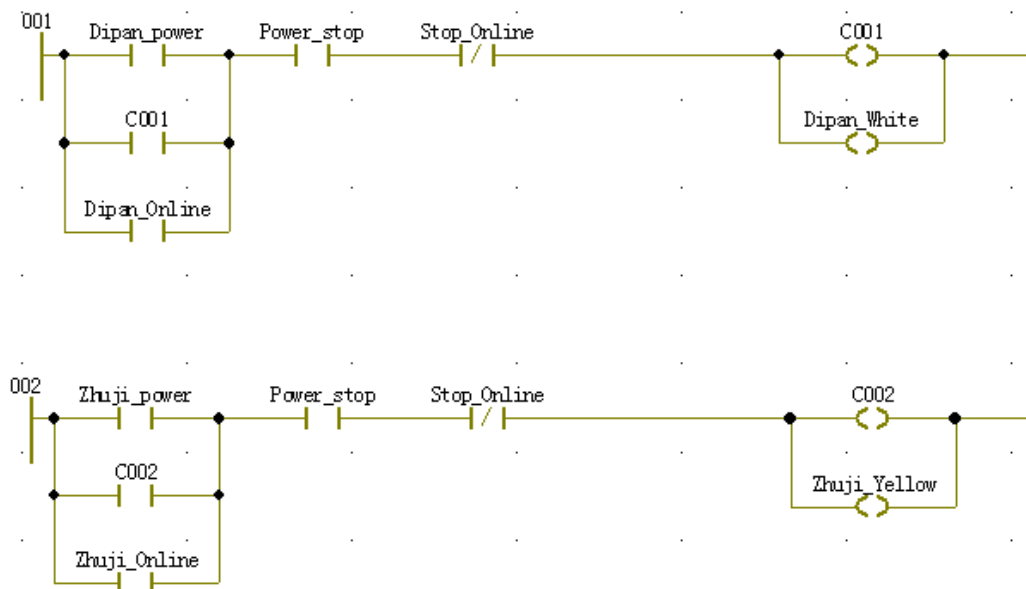 001
Dipan_power Power_stop Stop_Online C001
C001 Dipan_White
Dipan_Online
002
Zhuji_power Power_stop Stop_Online C002
C002 Zhuji_Yellow
Zhuji_Online